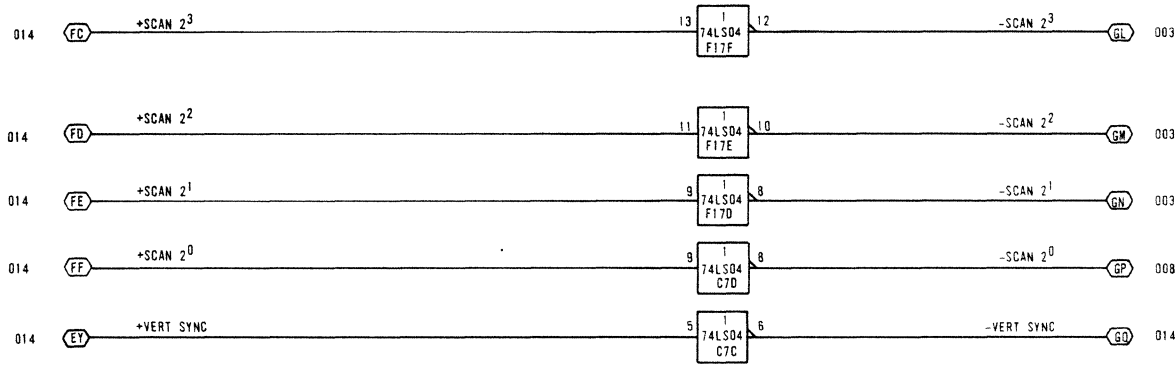 +SCAN 2³ 13 1 12 -SCAN 2³
014 FC 74LS04 GL 003
F17F
+SCAN 2² 11 1 10 -SCAN 2²
014 FD 74LS04 GM 003
F17E
+SCAN 2¹ 9 1 8 -SCAN 2¹
014 FE 74LS04 GN 003
F17D
+SCAN 2⁰ 9 1 8 -SCAN 2⁰
014 FF 74LS04 GP 008
C7D
+VERT SYNC 5 1 6 -VERT SYNC
014 EY 74LS04 GQ 014
C7C